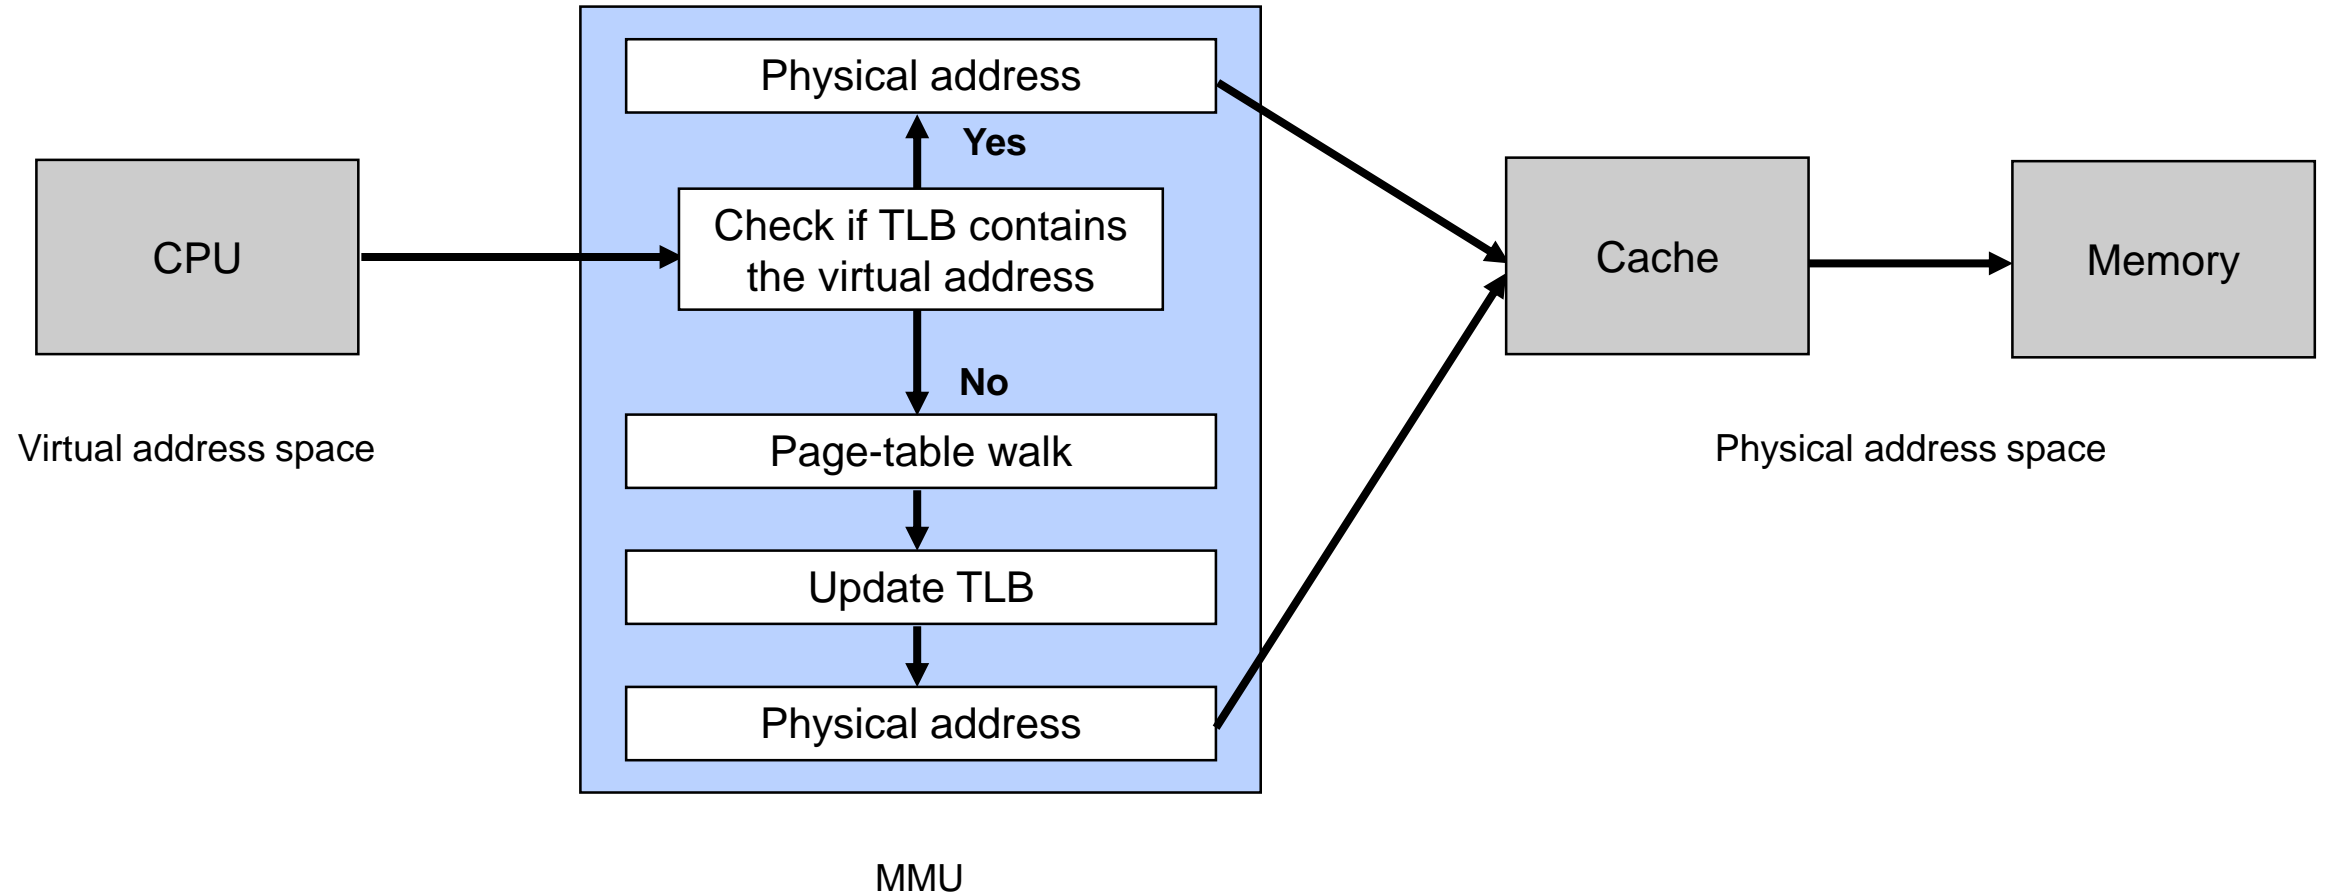 Physical address
Yes
CPU
Check if TLB contains
the virtual address
Cache
Memory
No
Virtual address space
Page-table walk
Physical address space
Update TLB
Physical address
MMU